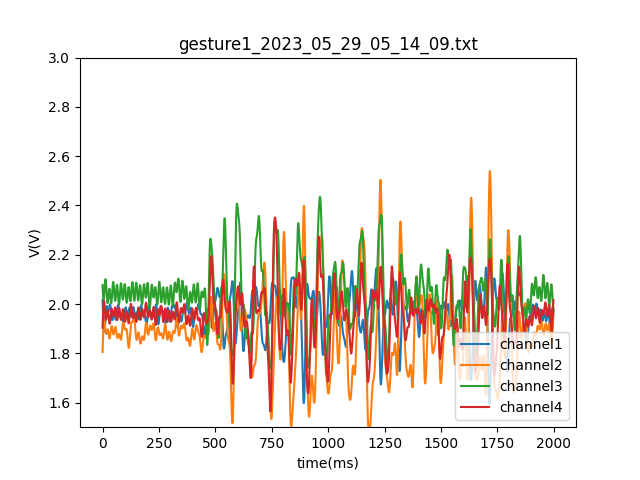 gesture1_2023_05_29_05_14_09.txt
3.0
2.8
2.6
2.4
2.2
2.0
1.8
1.6
V(V)
channel1
channel2
channel3
channel4
0 250 500 750 1000 1250 1500 1750 2000
time(ms)